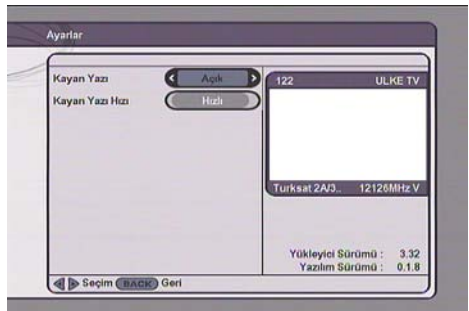 Ayarlar
Kayan Yazı Açık
Kayan Yazı Hızı Hızlı
122 ULKE TV
Turksat 2A/3.. 12126MHz V
Yükleyici Sürümü : 3.32
Yazılım Sürümü : 0.1.8
Seçim BACK Geri